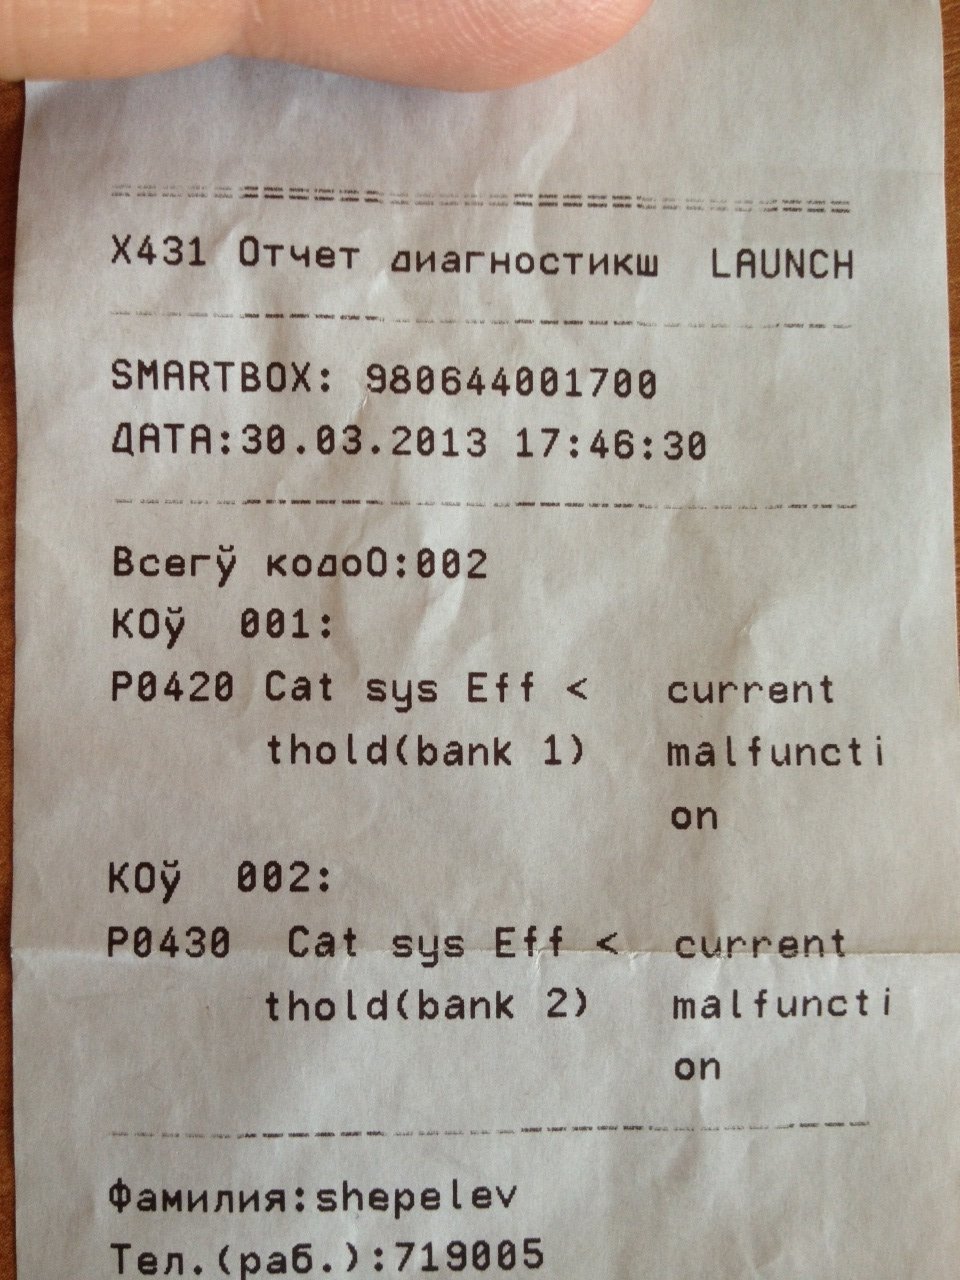 X431 Отчет диагностикш LAUNCH
SMARTBOX: 980644001700
ДАТА:30.03.2013 17:46:30
Всегў кодоО:002
КОў 001:
P0420 Cat sys Eff < current
thold(bank 1) malfuncti
on
КОў 002:
P0430 Cat sys Eff < current
thold(bank 2) malfuncti
on
Фамилия:shepelev
Тел.(раб.):719005